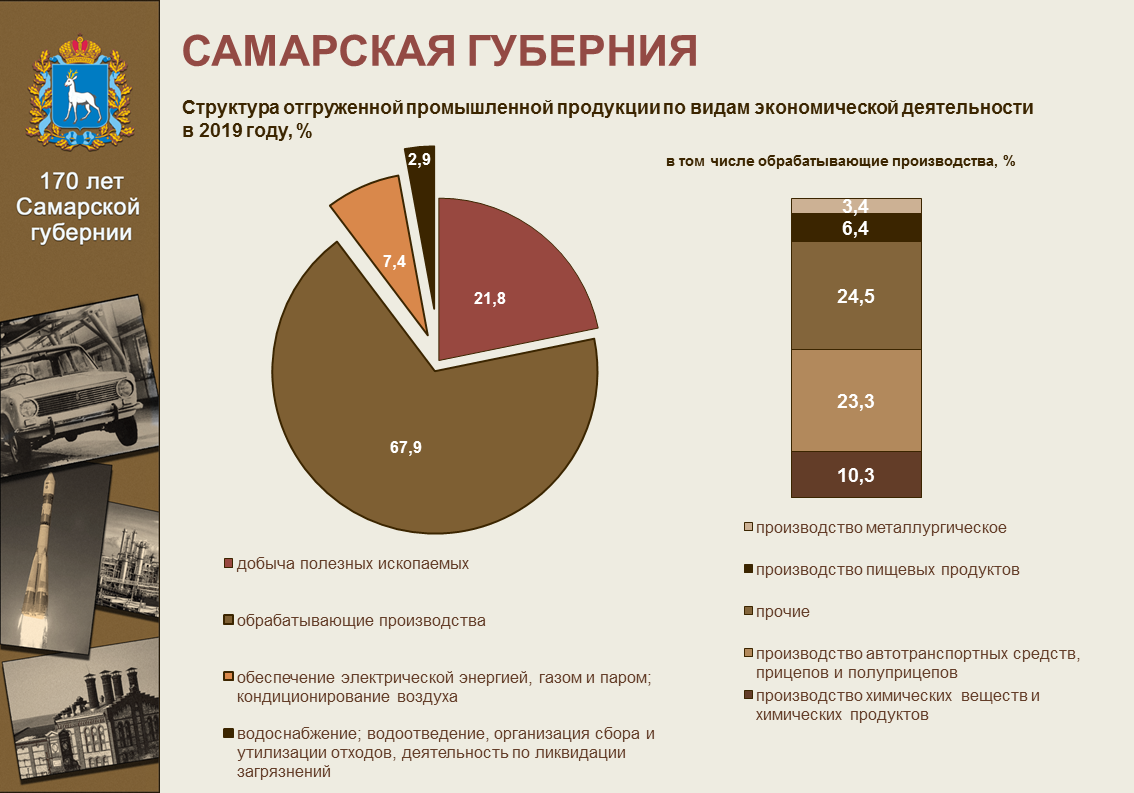 170 лет
Самарской
губернии
САМАРСКАЯ ГУБЕРНИЯ
Структура отгруженной промышленной продукции по видам экономической деятельности
в 2019 году, %
2,9
7,4
21,8
67,9
добыча полезных ископаемых
обрабатывающие производства
обеспечение электрической энергией, газом и паром;
кондиционирование воздуха
водоснабжение; водоотведение, организация сбора и
утилизации отходов, деятельность по ликвидации
загрязнений
в том числе обрабатывающие производства, %
3,4
6,4
24,5
23,3
10,3
производство металлургическое
производство пищевых продуктов
прочие
производство автотранспортных средств,
прицепов и полуприцепов
производство химических веществ и
химических продуктов